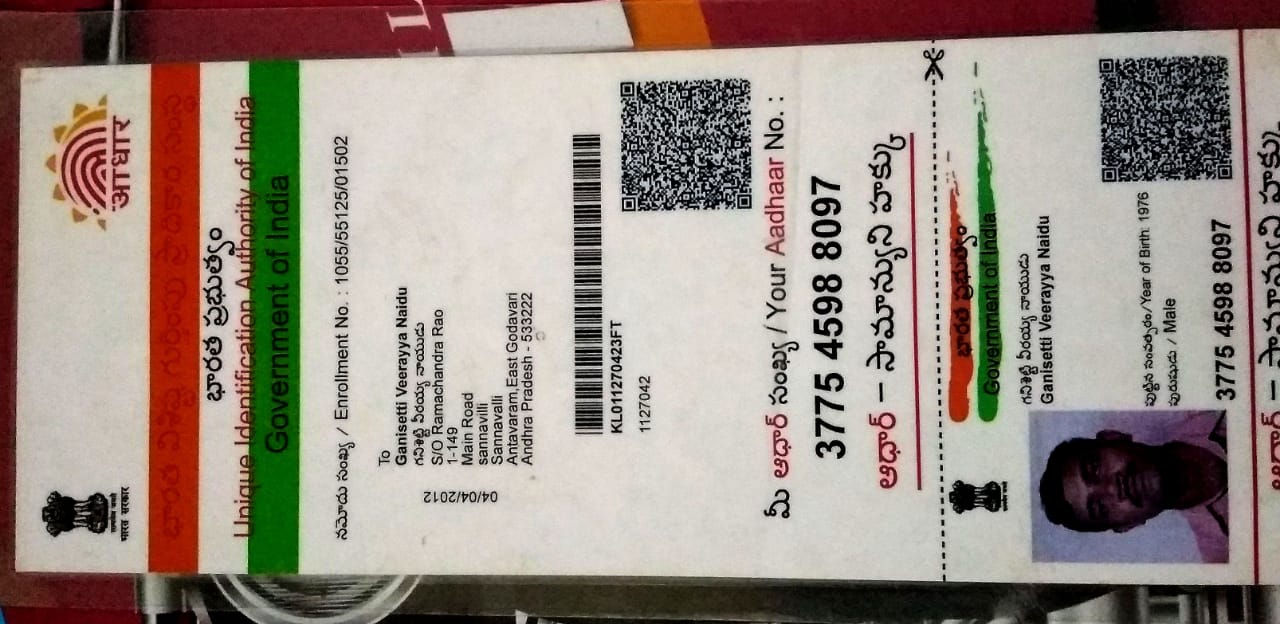 सत्यमेव जयते
भारत सरकार
आधार
భారత విశిష్ట గుర్తింపు ప్రాధికార సంస్థ
భారత ప్రభుత్వం
Unique Identification Authority of India
Government of India
నమోదు సంఖ్య / Enrollment No. : 1055/55125/01502
04/04/2012
To
Ganisetti Veerayya Naidu
గనిశెట్టి వీరయ్య నాయుడు
S/O Ramachandra Rao
1-149
Main Road
sannavilli
Sannavalli
Antavaram,East Godavari
Andhra Pradesh - 533222
KL011270423FT
1127042
మీ ఆధార్ సంఖ్య / Your Aadhaar No. :
3775 4598 8097
ఆధార్ – సామాన్యుని హక్కు
భారత ప్రభుత్వం
Government of India
గనిశెట్టి వీరయ్య నాయుడు
Ganisetti Veerayya Naidu
పుట్టిన సంవత్సరం/Year of Birth: 1976
పురుషుడు / Male
3775 4598 8097
ఆధార్ – సామాన్యుని హక్కు